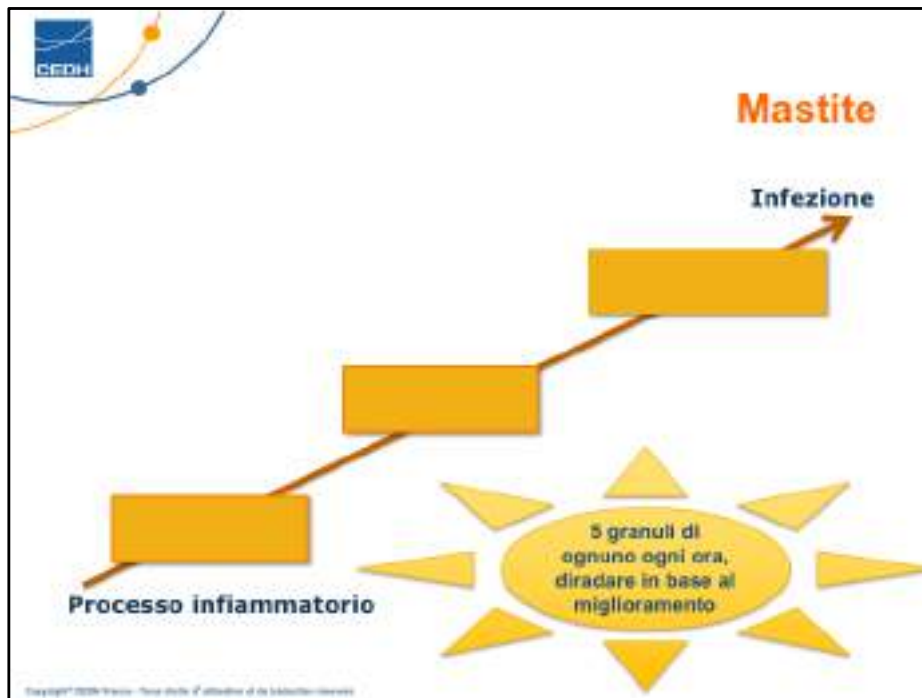 CEDH
Mastite
Infezione
5 granuli di
ognuno ogni ora,
diradare in base al
miglioramento
Processo infiammatorio